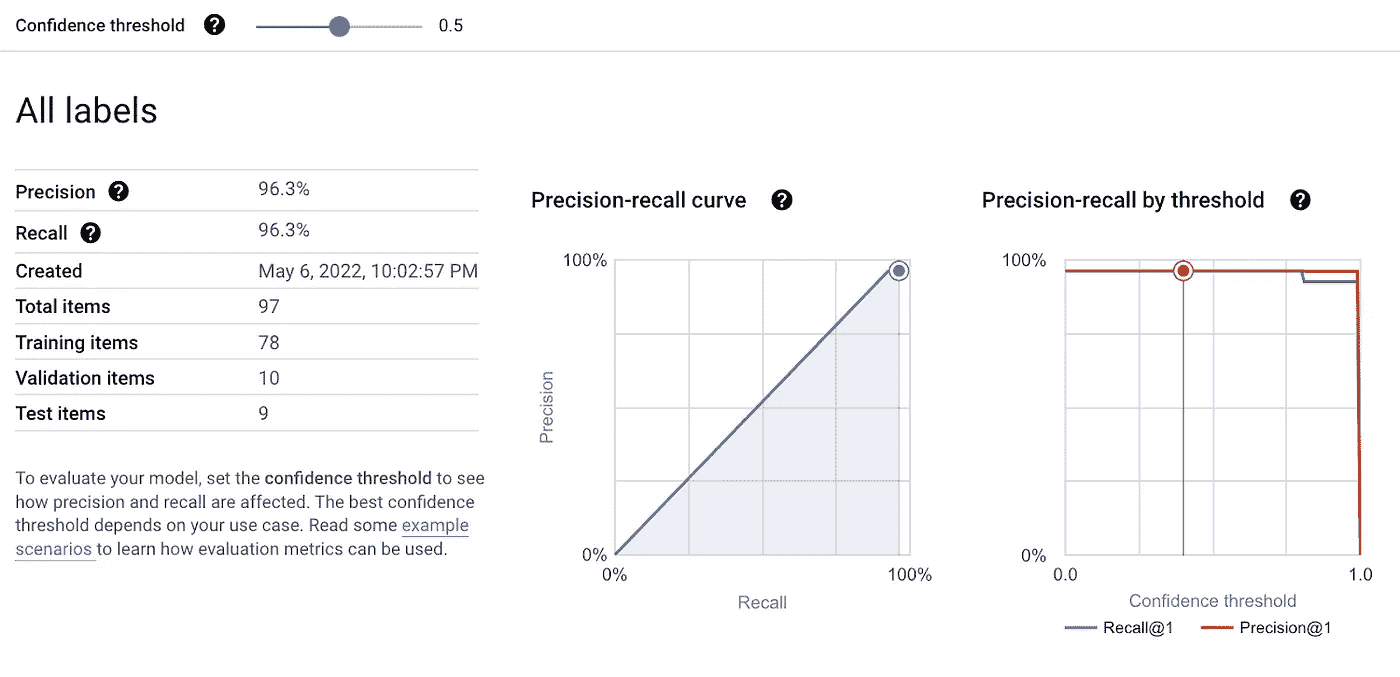 Confidence threshold ? 0.5
All labels
Precision ? 96.3%
Recall ? 96.3%
Created May 6, 2022, 10:02:57 PM
Total items 97
Training items 78
Validation items 10
Test items 9
To evaluate your model, set the confidence threshold to see
how precision and recall are affected. The best confidence
threshold depends on your use case. Read some example
scenarios to learn how evaluation metrics can be used.
Precision-recall curve ?
100%
Precision
0%
0% 100%
Recall
Precision-recall by threshold ?
100%
0%
0.0 1.0
Confidence threshold
Recall@1 Precision@1